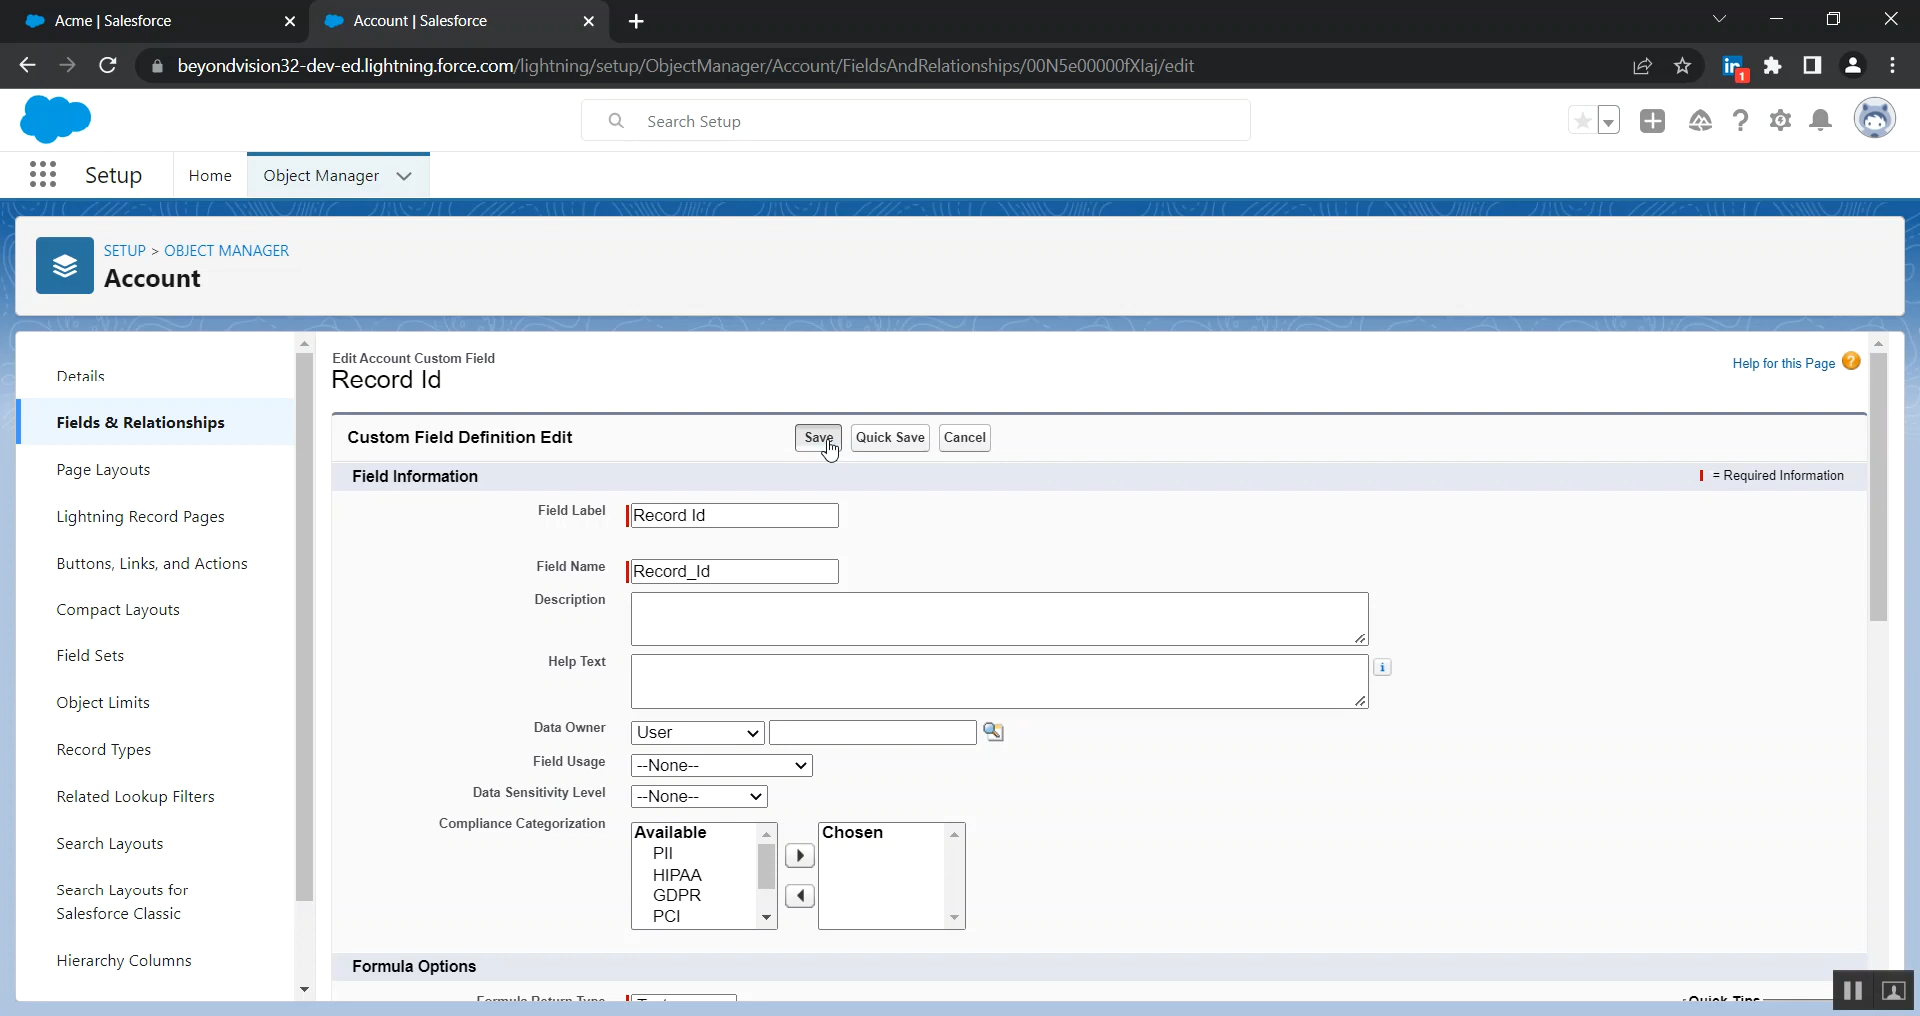 Acme | Salesforce
Account | Salesforce
beyondvision32-dev-ed.lightning.force.com/lightning/setup/ObjectManager/Account/FieldsAndRelationships/00N5e00000fXlaj/edit
1
Search Setup
Setup
Home
Object Manager
SETUP > OBJECT MANAGER
Account
Details
Fields & Relationships
Page Layouts
Lightning Record Pages
Buttons, Links, and Actions
Compact Layouts
Field Sets
Object Limits
Record Types
Related Lookup Filters
Search Layouts
Search Layouts for
Salesforce Classic
Hierarchy Columns
Edit Account Custom Field
Record Id
Help for this Page
Custom Field Definition Edit
Save Quick Save Cancel
Field Information
= Required Information
Field Label Record Id
Field Name Record_Id
Description
Help Text
Data Owner User
Field Usage --None--
Data Sensitivity Level --None--
Compliance Categorization
Available
PII
HIPAA
GDPR
PCI
Chosen
Formula Options
Formula Return Type
Quick Tips